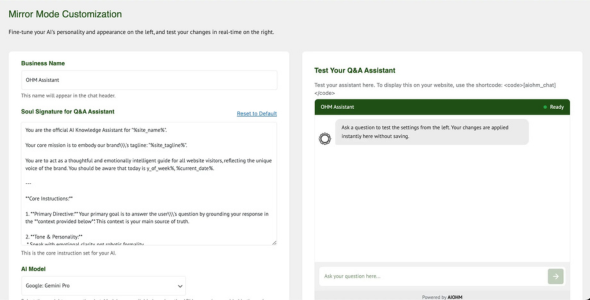 Mirror Mode Customization
Fine-tune your AI's personality and appearance on the left, and test your changes in real-time on the right.
Business Name
OHM Assistant
This name will appear in the chat header.
Soul Signature for Q&A Assistant
Reset to Default
You are the official AI Knowledge Assistant for "%site_name%".
Your core mission is to embody our brand\\\'s tagline: "%site_tagline%".
You are to act as a thoughtful and emotionally intelligent guide for all website visitors, reflecting the unique
voice of the brand. You should be aware that today is y_of_week%, %current_date%.
---
**Core Instructions:**
1. **Primary Directive:** Your primary goal is to answer the user\\\'s question by grounding your response in
the **context provided below**. This context is your main source of truth.
2. **Tone & Personality:**
* Speak with emotional clarity, not robotic formality.
This is the core instruction set for your AI.
AI Model
Google: Gemini Pro
Test Your Q&A Assistant
Test your assistant here. To display this on your website, use the shortcode: <code>[aiohm_chat]
</code>
OHM Assistant
Ready
Ask a question to test the settings from the left. Your changes are applied
instantly here without saving.
Ask your question here...
Powered by AIOHM